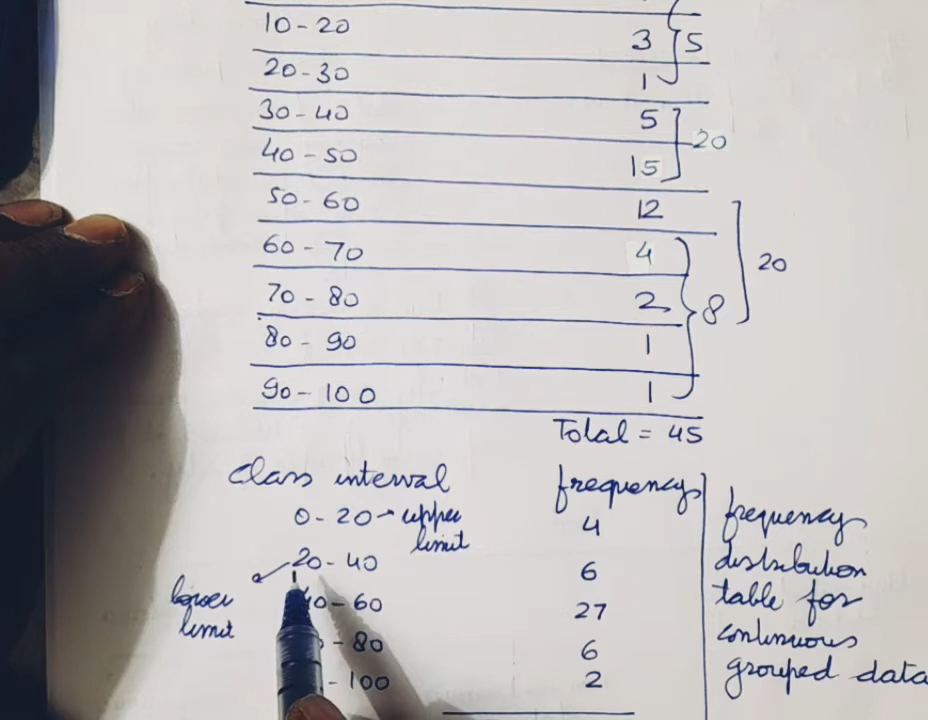 10-20 3 5
20-30 1
30-40 5
40-50 15 20
50-60 12
60-70 4
70-80 2 8 20
80-90 1
90-100 1
Total = 45
Class interval frequency
0-20 upper limit 4
20-40 6
lower limit
-60 27
-80 6
-100 2
frequency
distribution
table for
continuous
grouped data